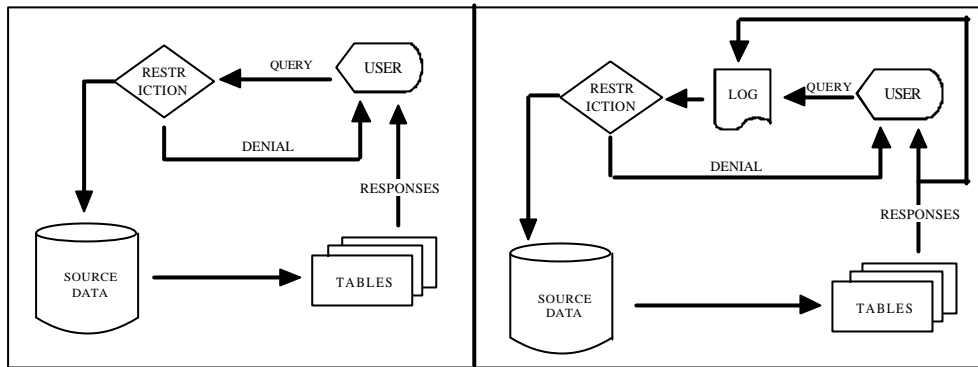 RESTR
ICTION
QUERY
USER
DENIAL
RESPONSES
SOURCE
DATA
TABLES
RESTR
ICTION
LOG
QUERY
USER
DENIAL
RESPONSES
SOURCE
DATA
TABLES